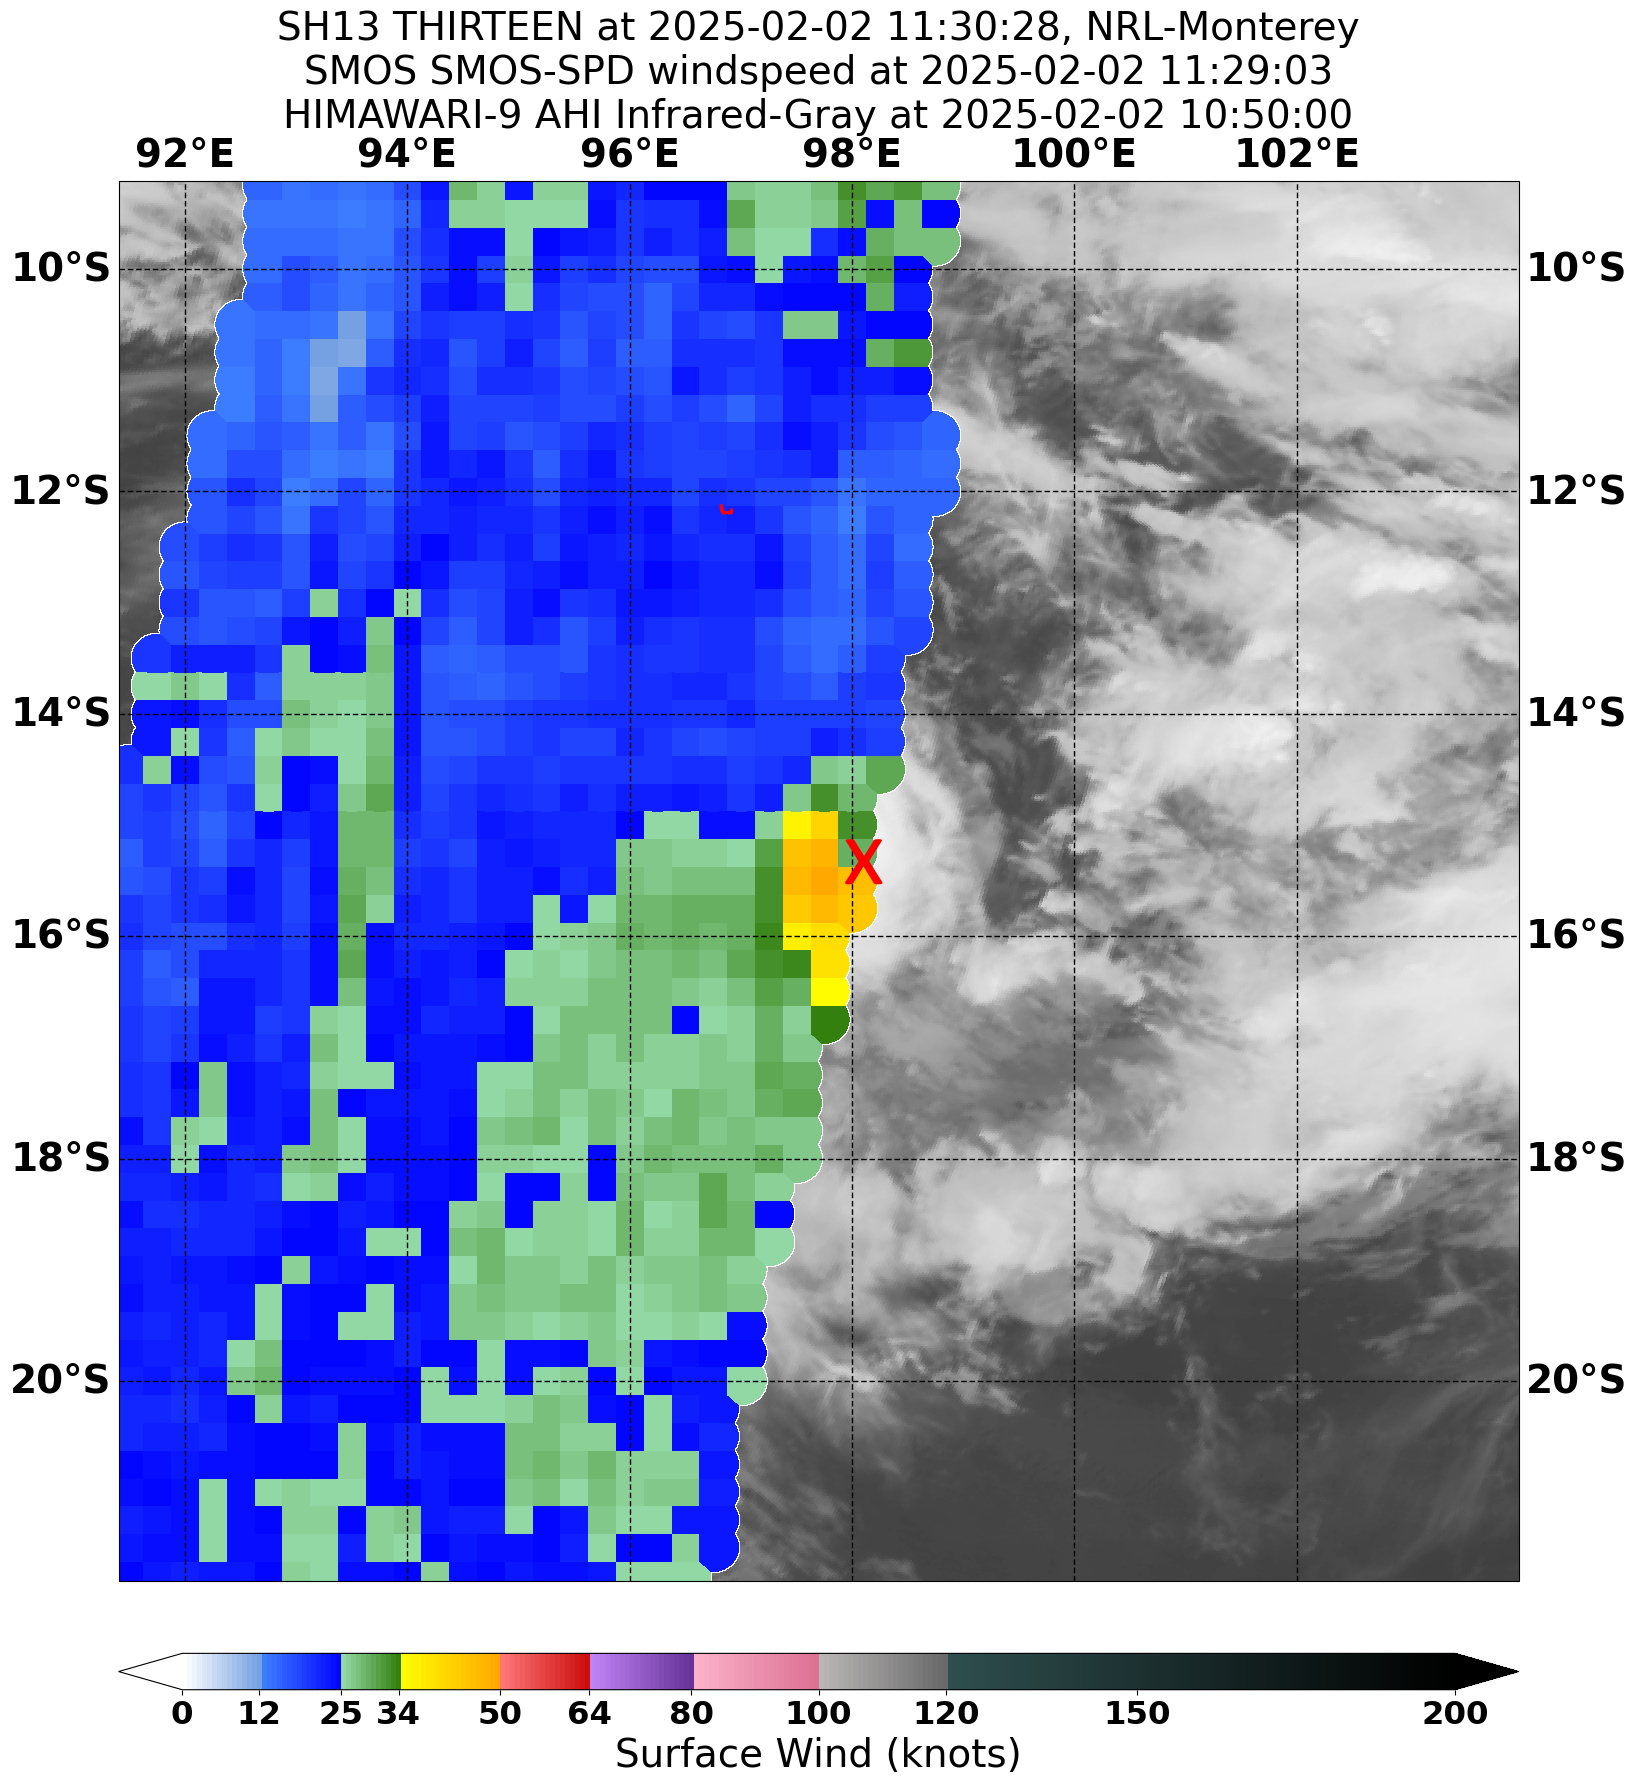 SH13 THIRTEEN at 2025-02-02 11:30:28, NRL-Monterey
SMOS SMOS-SPD windspeed at 2025-02-02 11:29:03
HIMAWARI-9 AHI Infrared-Gray at 2025-02-02 10:50:00
92°E 94°E 96°E 98°E 100°E 102°E
10°S 10°S
12°S 12°S
14°S 14°S
X
16°S 16°S
18°S 18°S
20°S 20°S
0 12 25 34 50 64 80 100 120 150 200
Surface Wind (knots)